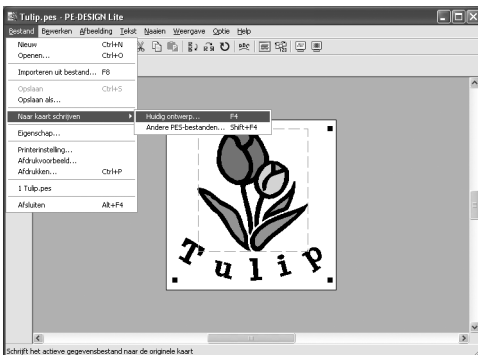 Tulip.pes - PE-DESIGN Lite
Bestand Bewerken Afbeelding Tekst Naaien Weergave Optie Help
Nieuw Ctrl+N
Openen... Ctrl+O
Importeren uit bestand... F8
Opslaan Ctrl+S
Opslaan als...
Naar kaart schrijven
Huidig ontwerp... F4
Andere PES-bestanden... Shift+F4
Eigenschap...
Printerinstelling...
Afdrukvoorbeeld...
Afdrukken... Ctrl+P
1 Tulip.pes
Afsluiten Alt+F4
Tulip
Schrijft het actieve gegevensbestand naar de originele kaart